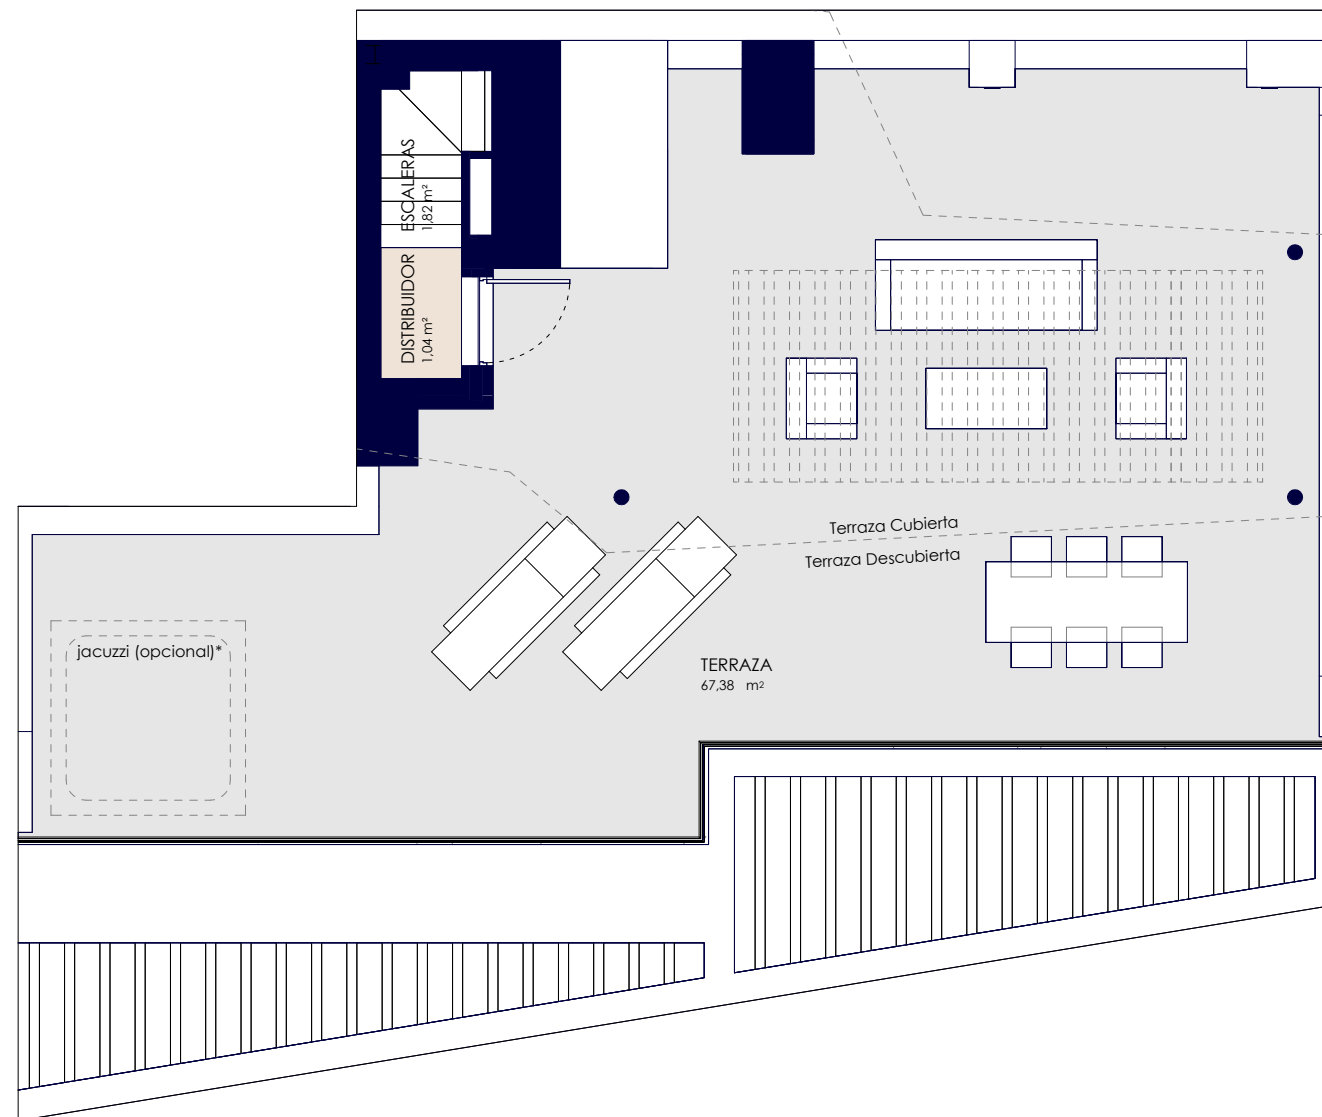 ESCALERAS
1,82 m²
DISTRIBUIDOR
1,04 m²
Terraza Cubierta
Terraza Descubierta
jacuzzi (opcional)*
TERRAZA
67,38 m²